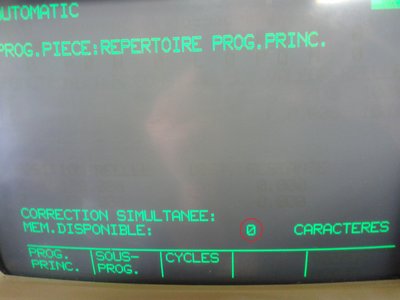 AUTOMATIC
PROG.PIECE:REPERTOIRE PROG.PRINC.
CORRECTION SIMULTANEE:
MEM.DISPONIBLE: 0 CARACTERES
PROG. SOUS- CYCLES
PRINC. PROG.